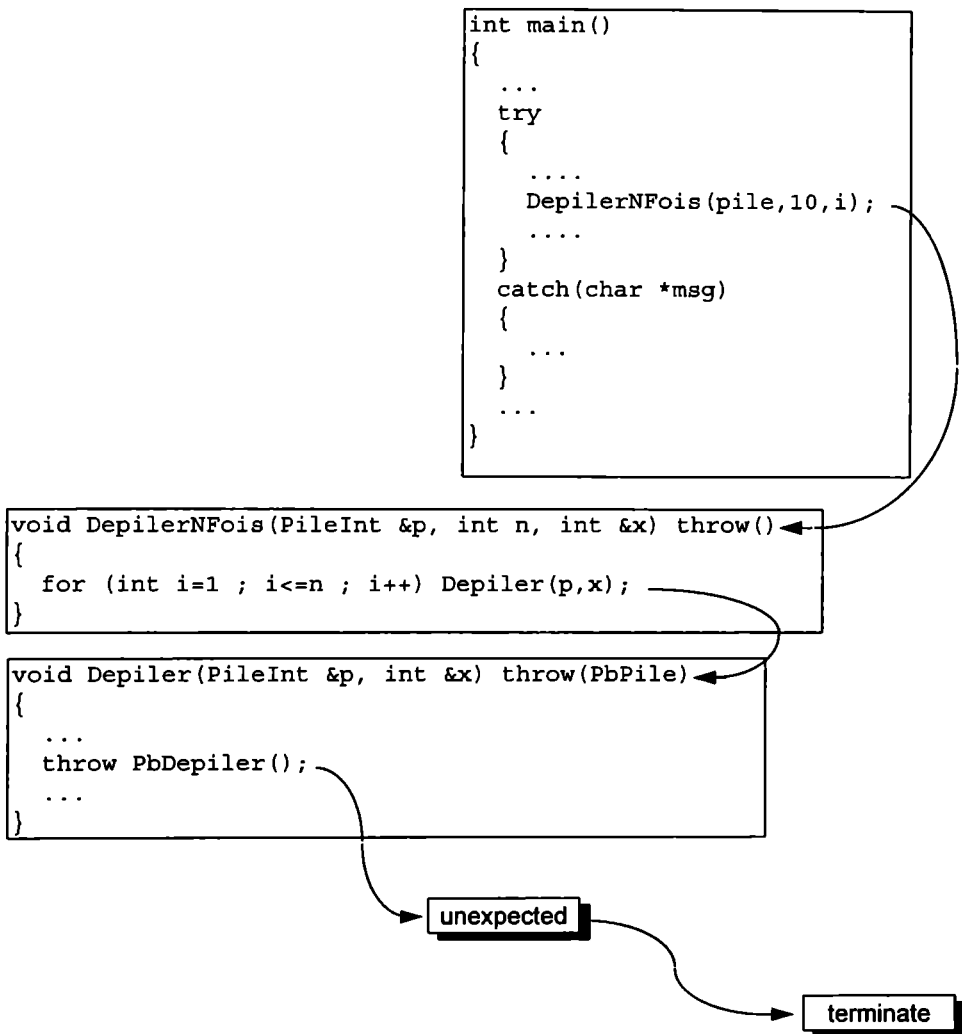 int main()
{
...
try
{
....
DepilerNFois(pile,10,i);
....
}
catch(char *msg)
{
...
}
...
}
void DepilerNFois(PileInt &p, int n, int &x) throw()
{
for (int i=1 ; i<=n ; i++) Depiler(p,x);
}
void Depiler(PileInt &p, int &x) throw(PbPile)
{
...
throw PbDepiler();
...
}
unexpected
terminate